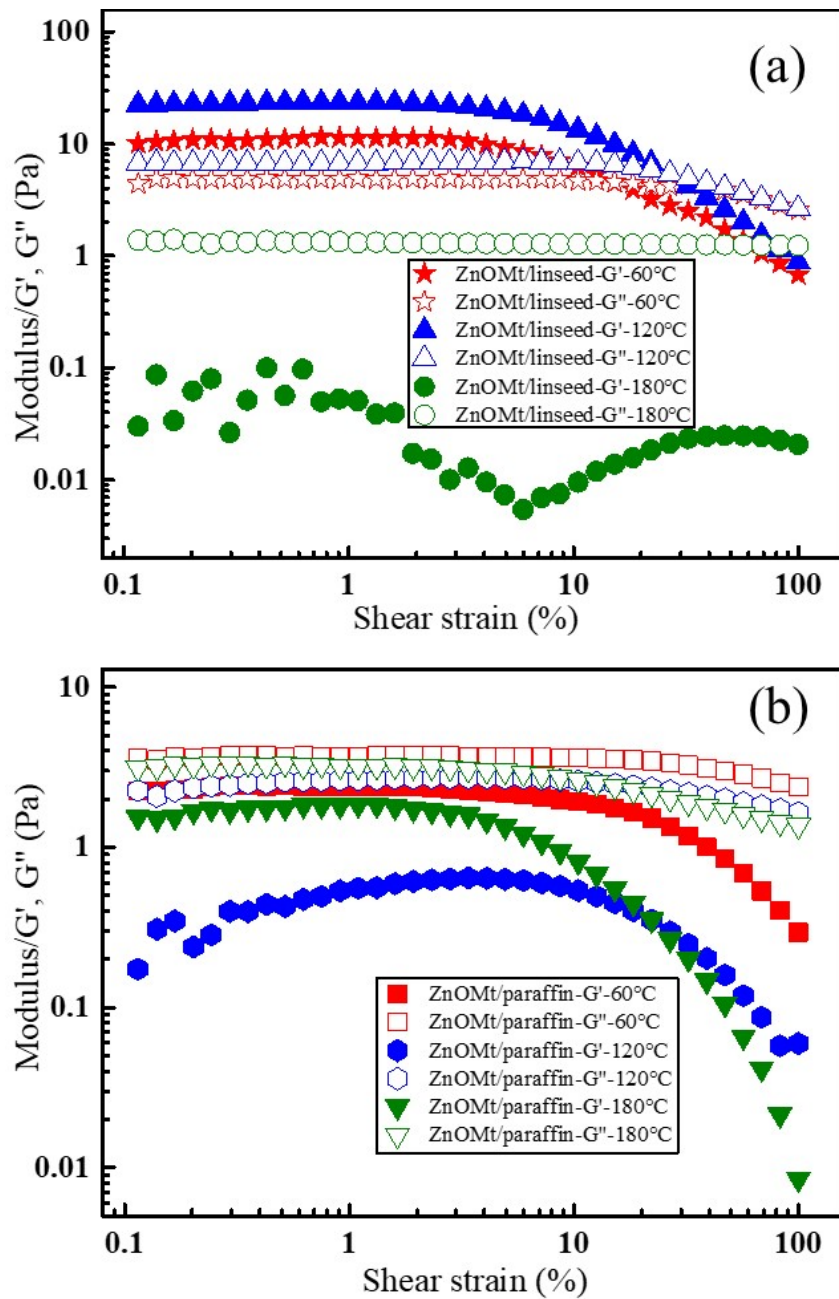 (a)
Modulus/G', G" (Pa)
100
10
1
0.1
0.01
ZnOMt/linseed-G'-60°C
ZnOMt/linseed-G"-60°C
ZnOMt/linseed-G'-120°C
ZnOMt/linseed-G"-120°C
ZnOMt/linseed-G'-180°C
ZnOMt/linseed-G"-180°C
0.1 1 10 100
Shear strain (%)
(b)
Modulus/G', G" (Pa)
10
1
0.1
0.01
ZnOMt/paraffin-G'-60°C
ZnOMt/paraffin-G"-60°C
ZnOMt/paraffin-G'-120°C
ZnOMt/paraffin-G"-120°C
ZnOMt/paraffin-G'-180°C
ZnOMt/paraffin-G"-180°C
0.1 1 10 100
Shear strain (%)